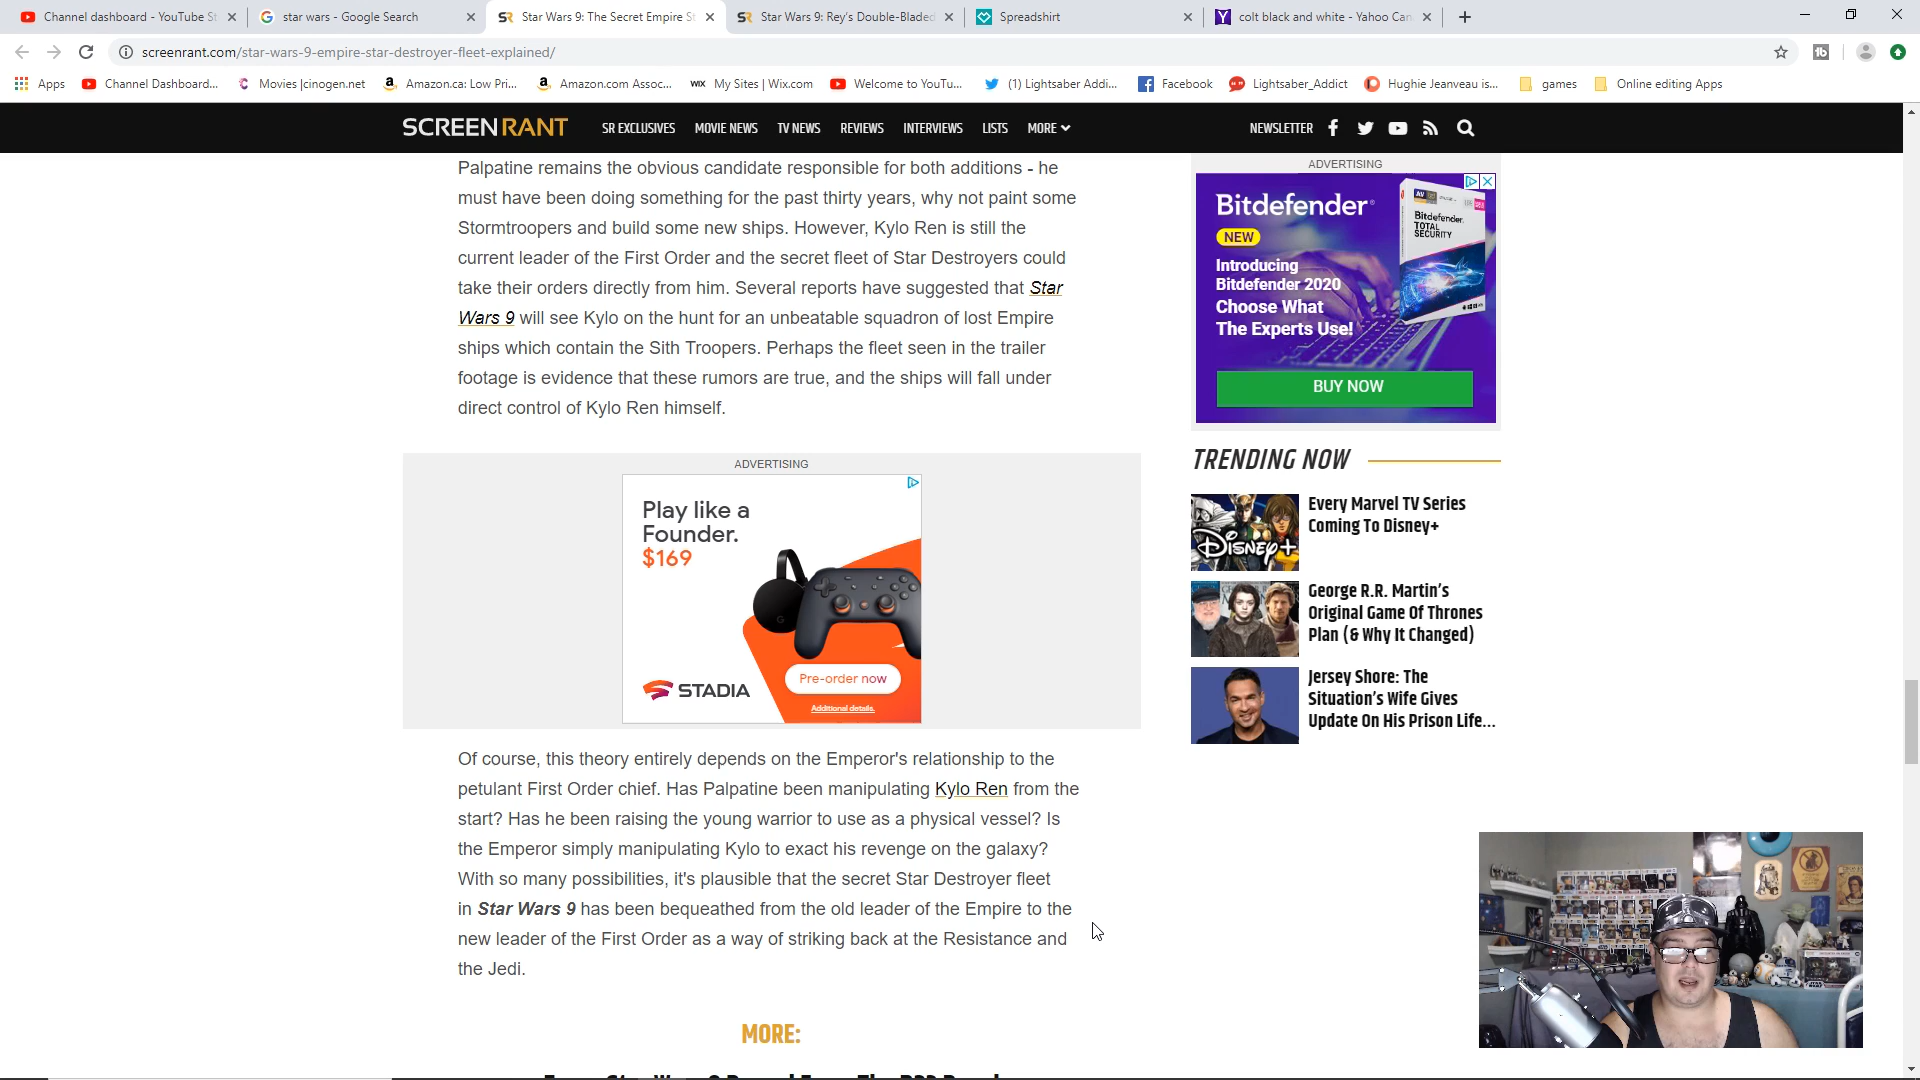 Channel dashboard - YouTube St
star wars - Google Search
Star Wars 9: The Secret Empire St
Star Wars 9: Rey's Double-Bladed
Spreadshirt
colt black and white - Yahoo Can
screenrant.com/star-wars-9-empire-star-destroyer-fleet-explained/
Apps
Channel Dashboard...
Movies |cinogen.net
Amazon.ca: Low Pri...
Amazon.com Assoc...
WIX My Sites | Wix.com
Welcome to YouTu...
(1) Lightsaber Addi...
Facebook
Lightsaber_Addict
Hughie Jeanveau is...
games
Online editing Apps
SCREENRANT
SR EXCLUSIVES
MOVIE NEWS
TV NEWS
REVIEWS
INTERVIEWS
LISTS
MORE
NEWSLETTER
Palpatine remains the obvious candidate responsible for both additions - he
must have been doing something for the past thirty years, why not paint some
Stormtroopers and build some new ships. However, Kylo Ren is still the
current leader of the First Order and the secret fleet of Star Destroyers could
take their orders directly from him. Several reports have suggested that Star
Wars 9 will see Kylo on the hunt for an unbeatable squadron of lost Empire
ships which contain the Sith Troopers. Perhaps the fleet seen in the trailer
footage is evidence that these rumors are true, and the ships will fall under
direct control of Kylo Ren himself.
ADVERTISING
Play like a
Founder.
$169
STADIA
Pre-order now
Additional details.
Of course, this theory entirely depends on the Emperor's relationship to the
petulant First Order chief. Has Palpatine been manipulating Kylo Ren from the
start? Has he been raising the young warrior to use as a physical vessel? Is
the Emperor simply manipulating Kylo to exact his revenge on the galaxy?
With so many possibilities, it's plausible that the secret Star Destroyer fleet
in Star Wars 9 has been bequeathed from the old leader of the Empire to the
new leader of the First Order as a way of striking back at the Resistance and
the Jedi.
MORE:
ADVERTISING
Bitdefender
NEW
Introducing
Bitdefender 2020
Choose What
The Experts Use!
Bitdefender
TOTAL
SECURITY
BUY NOW
TRENDING NOW
DISNEY+
Every Marvel TV Series
Coming To Disney+
George R.R. Martin's
Original Game Of Thrones
Plan (& Why It Changed)
Jersey Shore: The
Situation's Wife Gives
Update On His Prison Life...